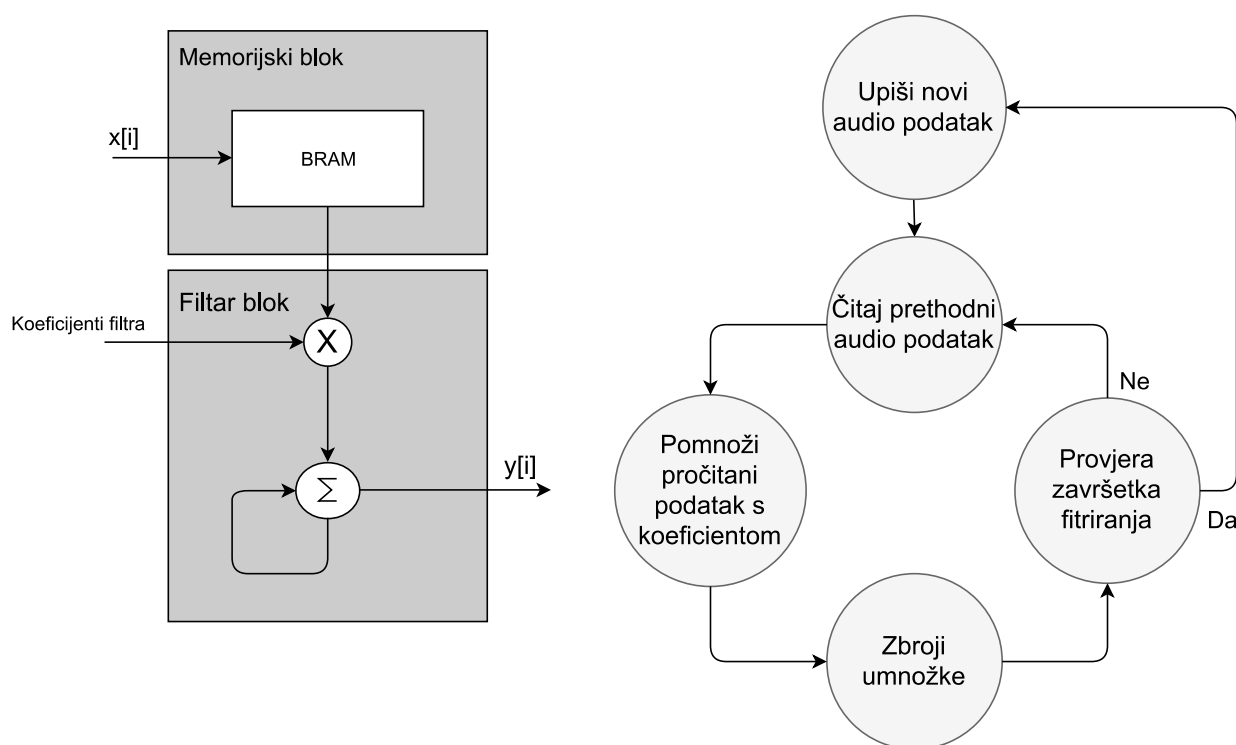 Memorijski blok
x[i]
BRAM
Filtar blok
Koeficijenti filtra
X
Σ
y[i]
Upiši novi
audio podatak
Čitaj prethodni
audio podatak
Pomnoži
pročitani
podatak s
koeficientom
Zbroji
umnožke
Provjera
završetka
fitriranja
Ne
Da